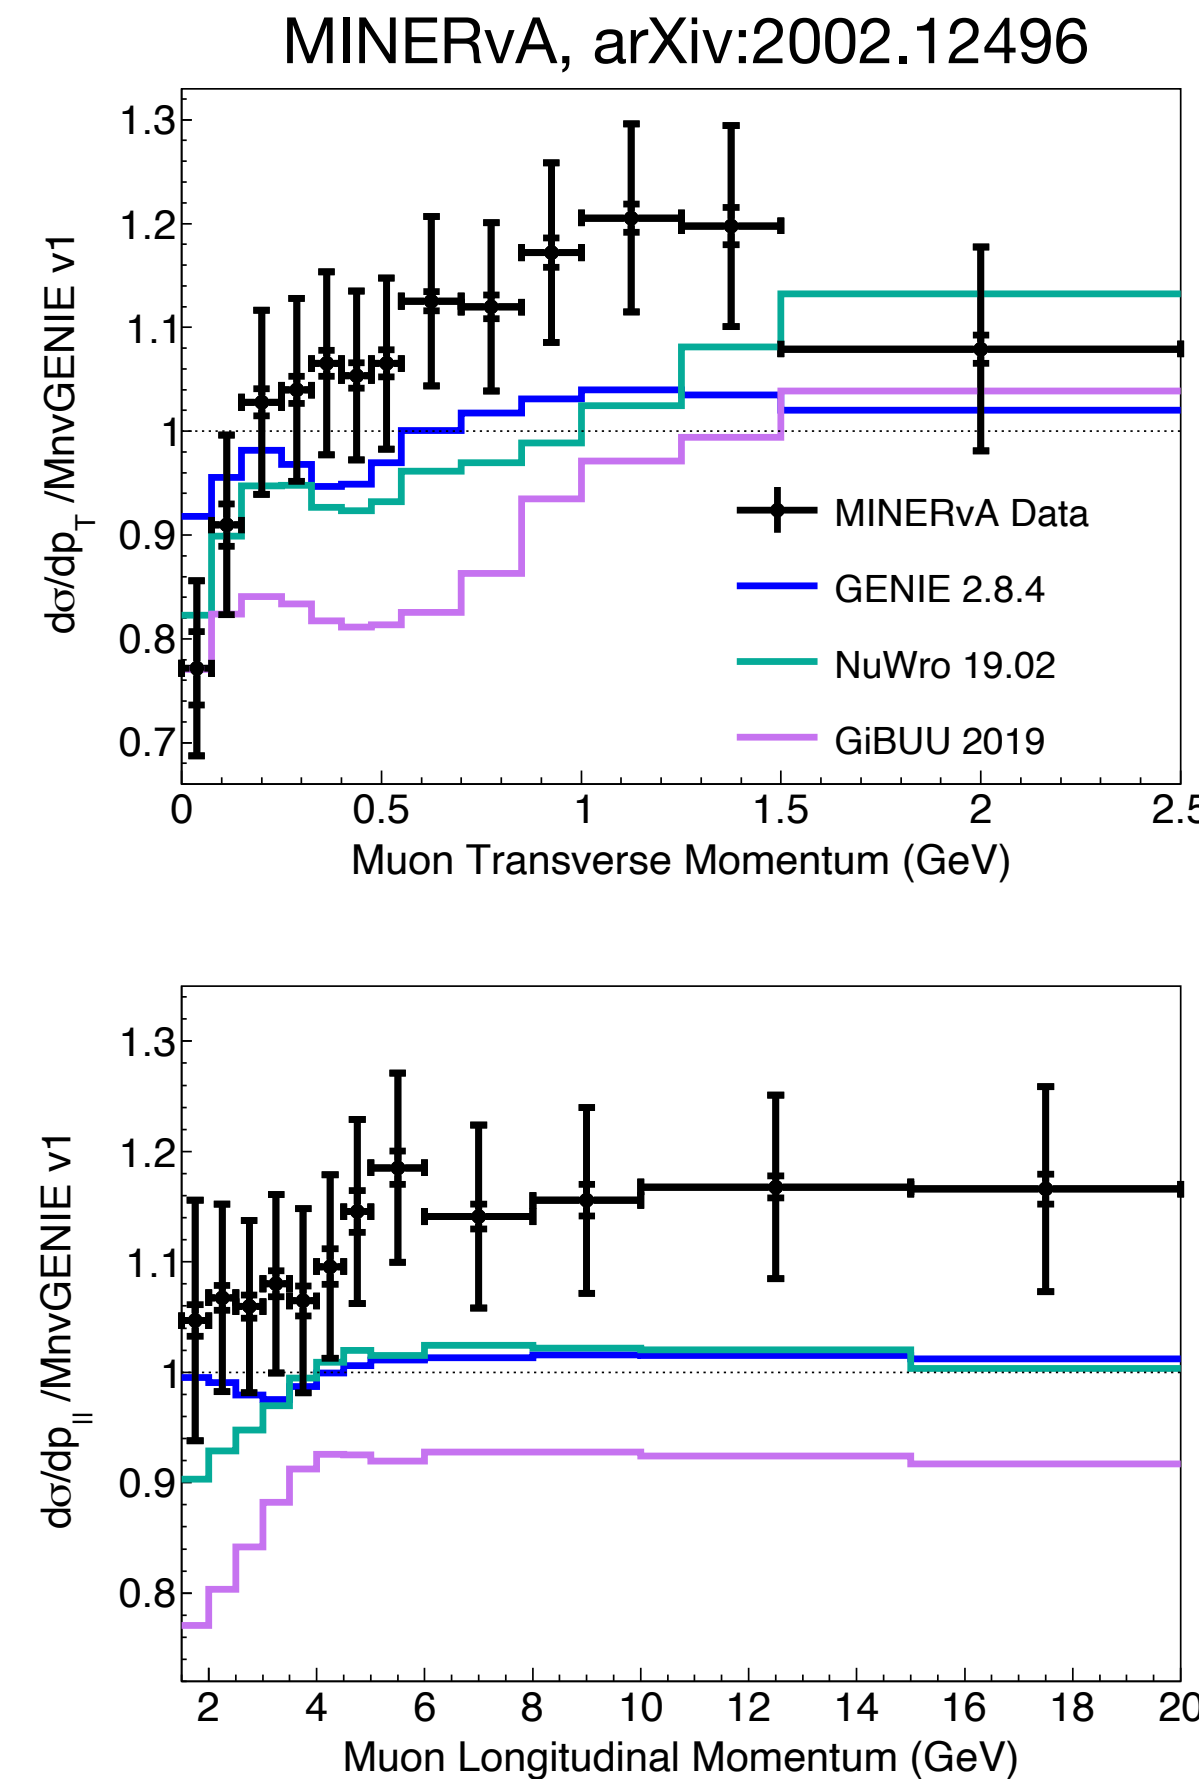 MINERvA, arXiv:2002.12496
dσ/dp_T /MnvGENIE v1
1.3
1.2
1.1
1
0.9
0.8
0.7
MINERvA Data
GENIE 2.8.4
NuWro 19.02
GiBUU 2019
0 0.5 1 1.5 2 2.5
Muon Transverse Momentum (GeV)
dσ/dp_|| /MnvGENIE v1
1.3
1.2
1.1
1
0.9
0.8
2 4 6 8 10 12 14 16 18 20
Muon Longitudinal Momentum (GeV)